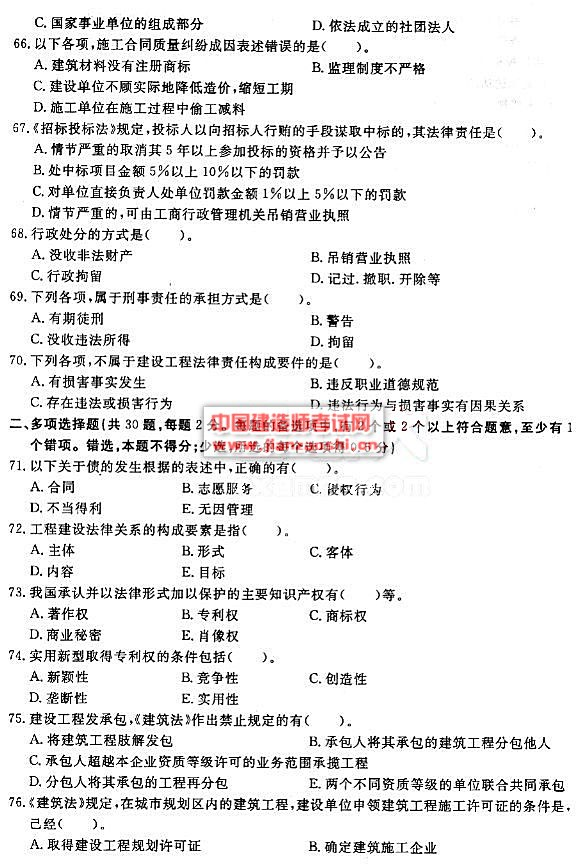 C. 国家事业单位的组成部分 D. 依法成立的社团法人
66. 以下各项,施工合同质量纠纷成因表述错误的是( )。
A. 建筑材料没有注册商标 B. 监理制度不严格
C. 建设单位不顾实际地降低造价,缩短工期
D. 施工单位在施工过程中偷工减料
67.《招标投标法》规定,投标人以向招标人行贿的手段谋取中标的,其法律责任是( )。
A. 情节严重的取消其5年以上参加投标的资格并予以公告
B. 处中标项目金额5%以上10%以下的罚款
C. 对单位直接负责人处单位罚款金额1%以上5%以下的罚款
D. 情节严重的,可由工商行政管理机关吊销营业执照
68. 行政处分的方式是( )。
A. 没收非法财产 B. 吊销营业执照
C. 行政拘留 D. 记过. 撤职. 开除等
69. 下列各项,属于刑事责任的承担方式是( )。
A. 有期徒刑 B. 警告
C. 没收违法所得 D. 拘留
70. 下列各项,不属于建设工程法律责任构成要件的是( )。
A. 有损害事实发生 B. 违反职业道德规范
C. 存在违法或损害行为 D. 违法行为与损害事实有因果关系
中国建造师考试网
二、多项选择题(共30题,每题2分。每题的备选项中,有2个或2个以上符合题意,至少有1
个错项。错选,本题不得分;少选,
71. 以下关于债的发生根据的表述中,正确的有( )。
A. 合同 B. 志愿服务 C. 侵权行为
D. 不当得利 E. 无因管理
72. 工程建设法律关系的构成要素是指( )。
A. 主体 B. 形式 C. 客体
D. 内容 E. 目标
73. 我国承认并以法律形式加以保护的主要知识产权有( )等。
A. 著作权 B. 专利权 C. 商标权
D. 商业秘密 E. 肖像权
74. 实用新型取得专利权的条件包括( )。
A. 新颖性 B. 竞争性 C. 创造性
D. 垄断性 E. 实用性
75. 建设工程发承包,《建筑法》作出禁止规定的有( )。
A. 将建筑工程肢解发包 B. 承包人将其承包的建筑工程分包他人
C. 承包人超越本企业资质等级许可的业务范围承揽工程
D. 分包人将其承包的工程再分包 E. 两个不同资质等级的单位联合共同承包
76.《建筑法》规定,在城市规划区内的建筑工程,建设单位申领建筑工程施工许可证的条件是,
己经( )。
A. 取得建设工程规划许可证 B. 确定建筑施工企业